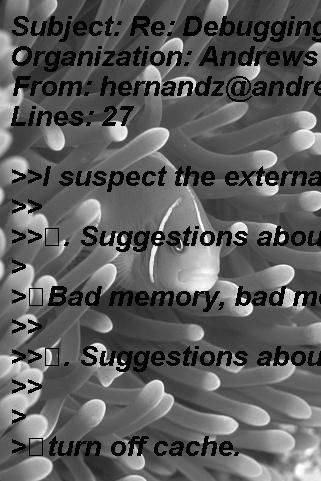 Subject: Re: Debugging
Organization: Andrews
From: hernandz@andre
Lines: 27

>>I suspect the externa
>>
>>□. Suggestions abou
>
>□Bad memory, bad m
>>
>>□. Suggestions abou
>>
>
>□turn off cache.